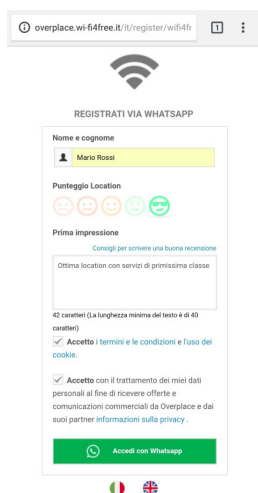 overplace.wi-fi4free.it/it/register/wifi4fr
1
REGISTRATI VIA WHATSAPP
Nome e cognome
Mario Rossi
Punteggio Location
Prima impressione
Consigli per scrivere una buona recensione
Ottima location con servizi di primissima classe
42 caratteri (La lunghezza minima del testo è di 40
caratteri)
Accetto i termini e le condizioni e l'uso dei
cookie.
Accetto con il trattamento dei miei dati
personali al fine di ricevere offerte e
comunicazioni commerciali da Overplace e dai
suoi partner informazioni sulla privacy .
Accedi con Whatsapp